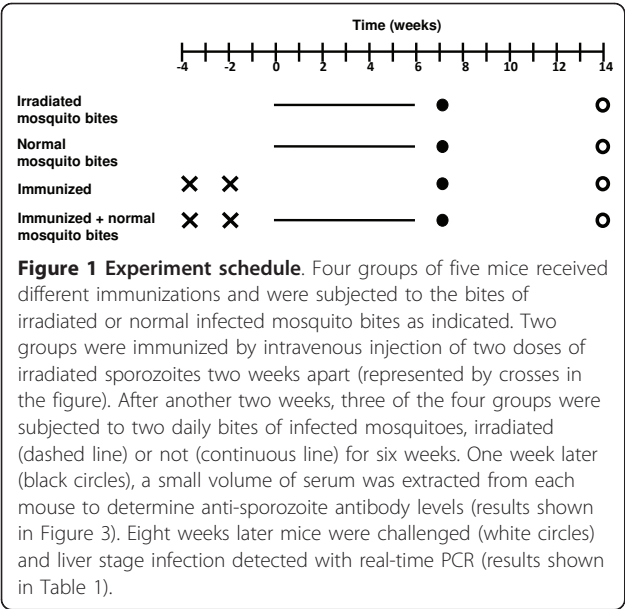 Time (weeks)
-4 -2 0 2 4 6 8 10 12 14
Irradiated
mosquito bites
Normal
mosquito bites
Immunized
Immunized + normal
mosquito bites
Figure 1 Experiment schedule. Four groups of five mice received
different immunizations and were subjected to the bites of
irradiated or normal infected mosquito bites as indicated. Two
groups were immunized by intravenous injection of two doses of
irradiated sporozoites two weeks apart (represented by crosses in
the figure). After another two weeks, three of the four groups were
subjected to two daily bites of infected mosquitoes, irradiated
(dashed line) or not (continuous line) for six weeks. One week later
(black circles), a small volume of serum was extracted from each
mouse to determine anti-sporozoite antibody levels (results shown
in Figure 3). Eight weeks later mice were challenged (white circles)
and liver stage infection detected with real-time PCR (results shown
in Table 1).